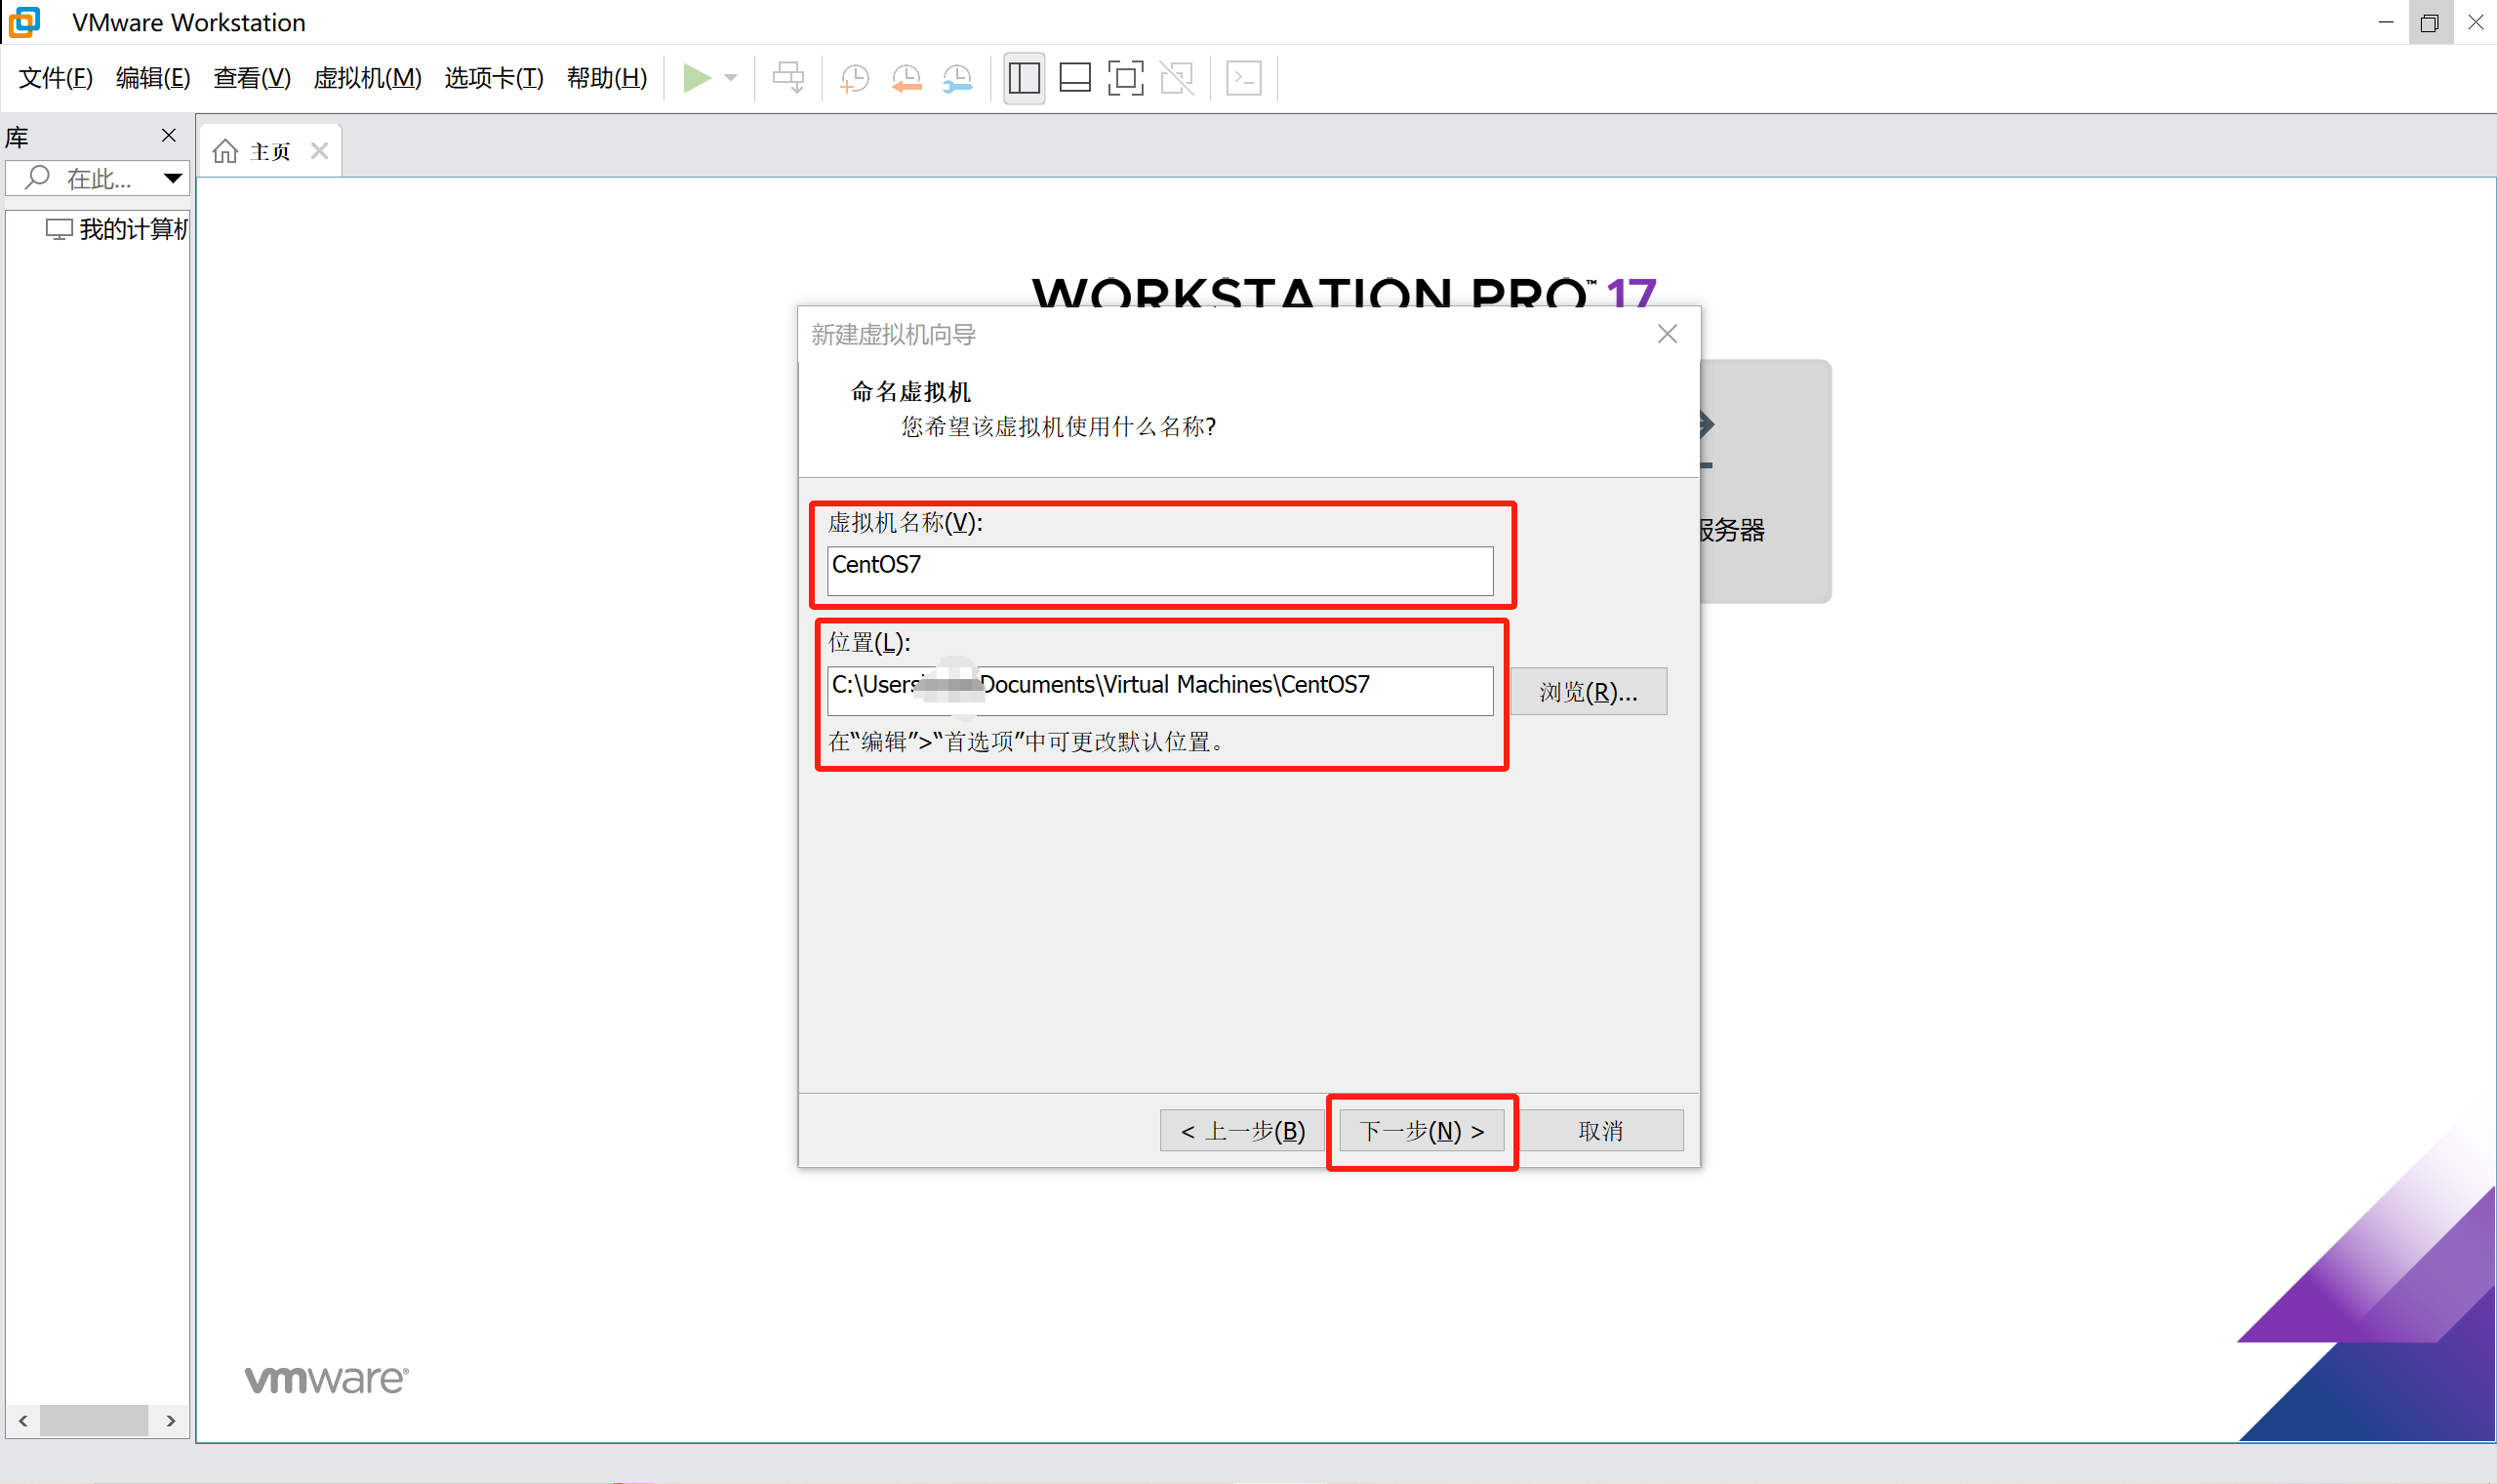 VMware Workstation
文件(F) 编辑(E) 查看(V) 虚拟机(M) 选项卡(T) 帮助(H)
库
主页
在此...
我的计算机
WORKSTATION PRO™ 17
新建虚拟机向导
命名虚拟机
您希望该虚拟机使用什么名称?
服务器
虚拟机名称(V):
CentOS7
位置(L):
C:\Users Documents\Virtual Machines\CentOS7
浏览(R)...
在“编辑”>“首选项”中可更改默认位置。
< 上一步(B) 下一步(N) > 取消
vmware®